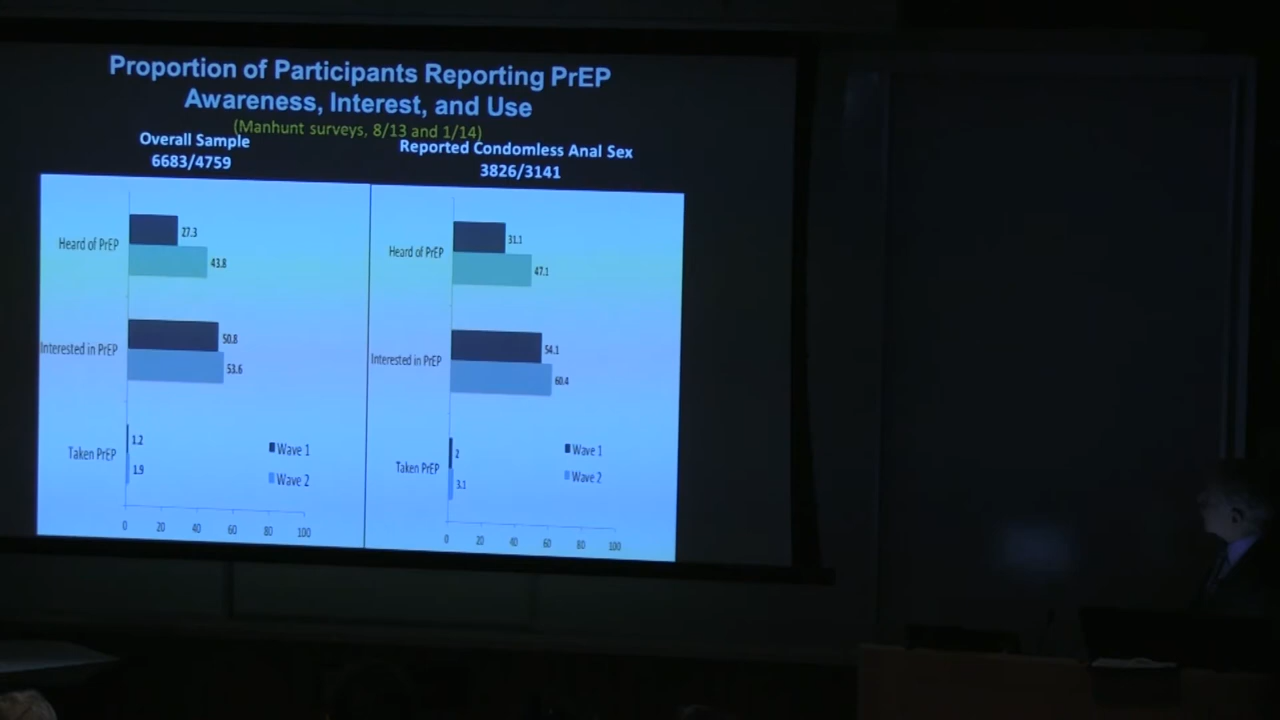 Proportion of Participants Reporting PrEP
Awareness, Interest, and Use
(Manhunt surveys, 8/13 and 1/14)
Overall Sample
6683/4759
Heard of PrEP
27.3
43.8
Interested in PrEP
50.8
53.6
Taken PrEP
1.2
1.9
Wave 1
Wave 2
0 20 40 60 80 100
Reported Condomless Anal Sex
3826/3141
Heard of PrEP
31.1
47.1
Interested in PrEP
54.1
60.4
Taken PrEP
2
3.1
Wave 1
Wave 2
0 20 40 60 80 100